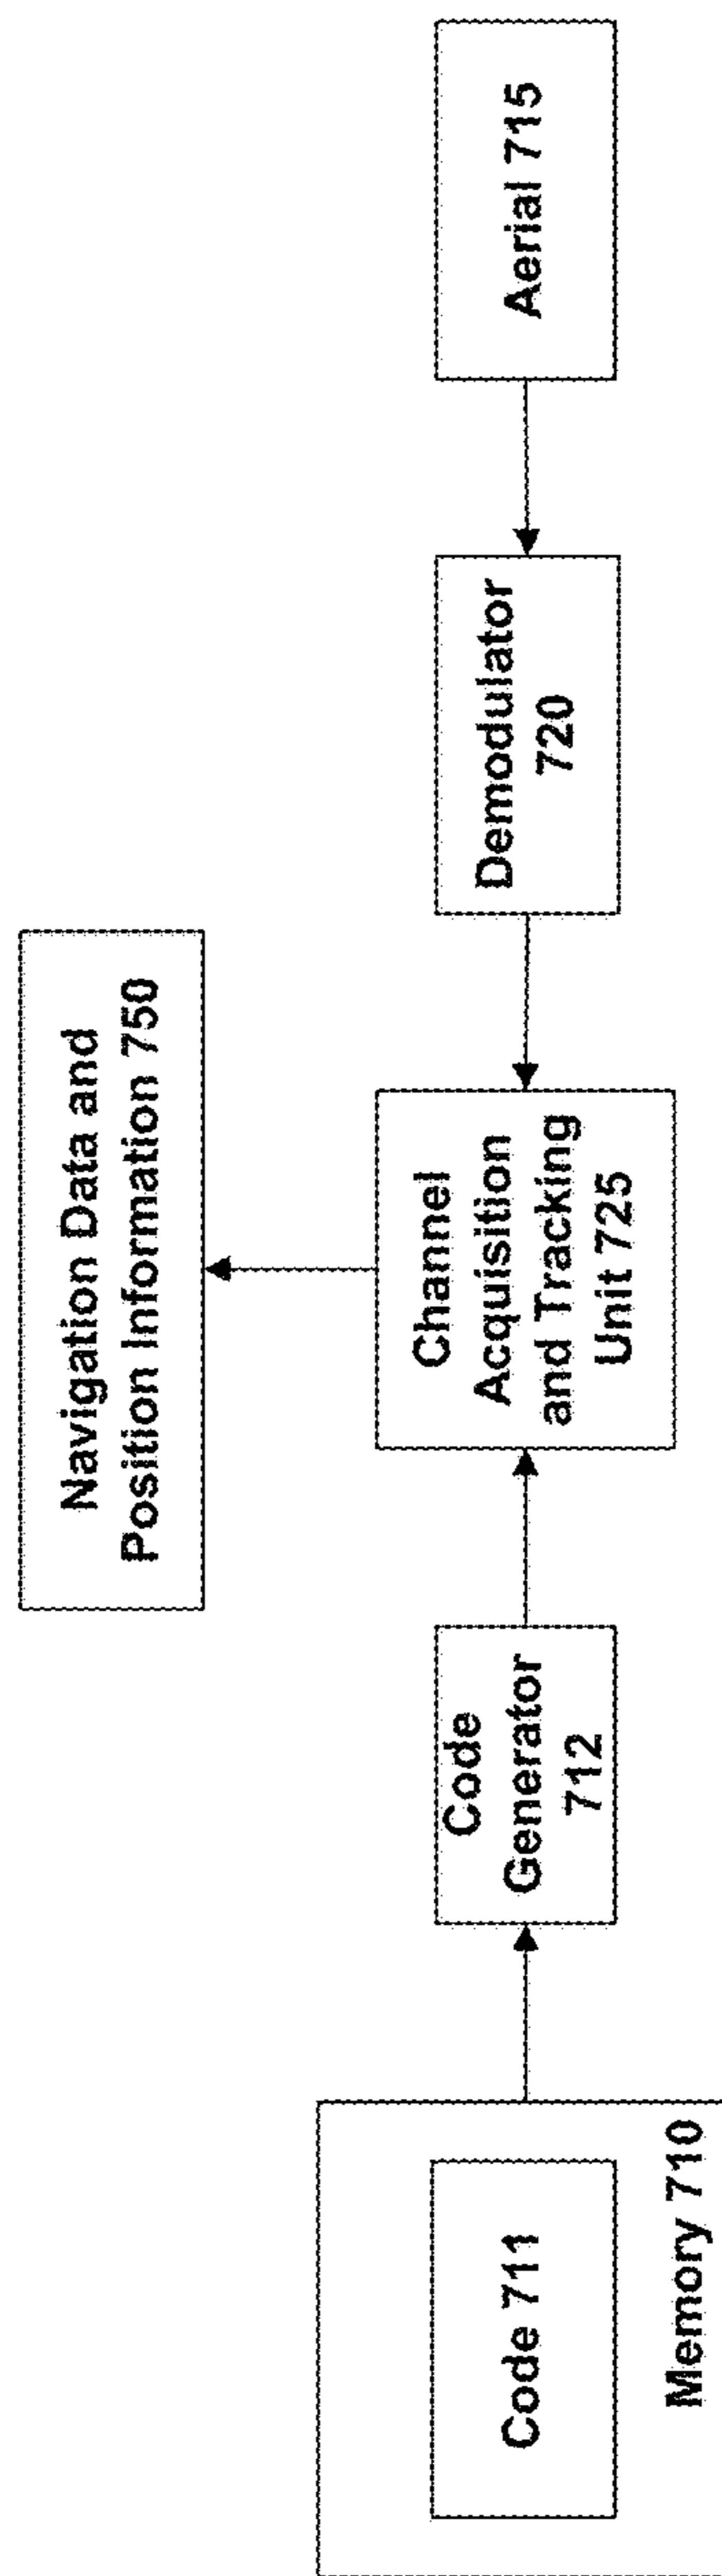 Navigation Data and
Position Information 750
Code 711
Memory 710
Code
Generator
712
Channel
Acquisition
and Tracking
Unit 725
Demodulator
720
Aerial 715